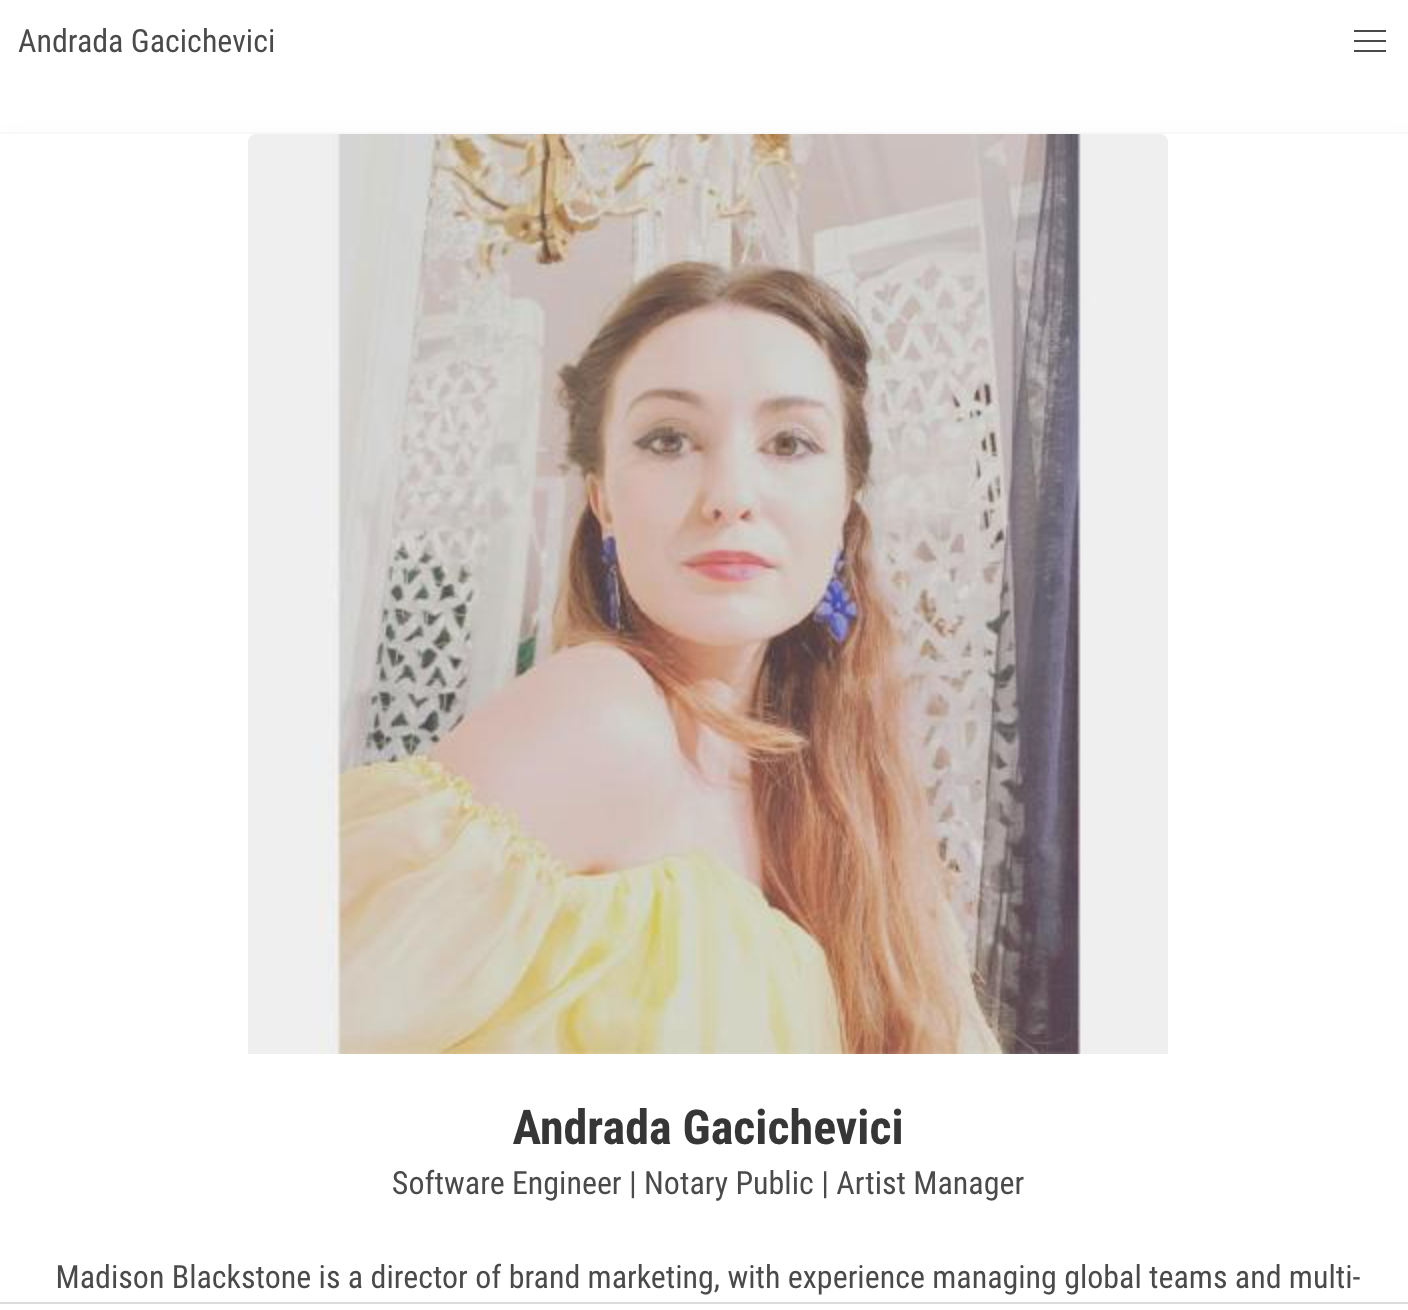 Andrada Gacichevici
Andrada Gacichevici
Software Engineer | Notary Public | Artist Manager
Madison Blackstone is a director of brand marketing, with experience managing global teams and multi-